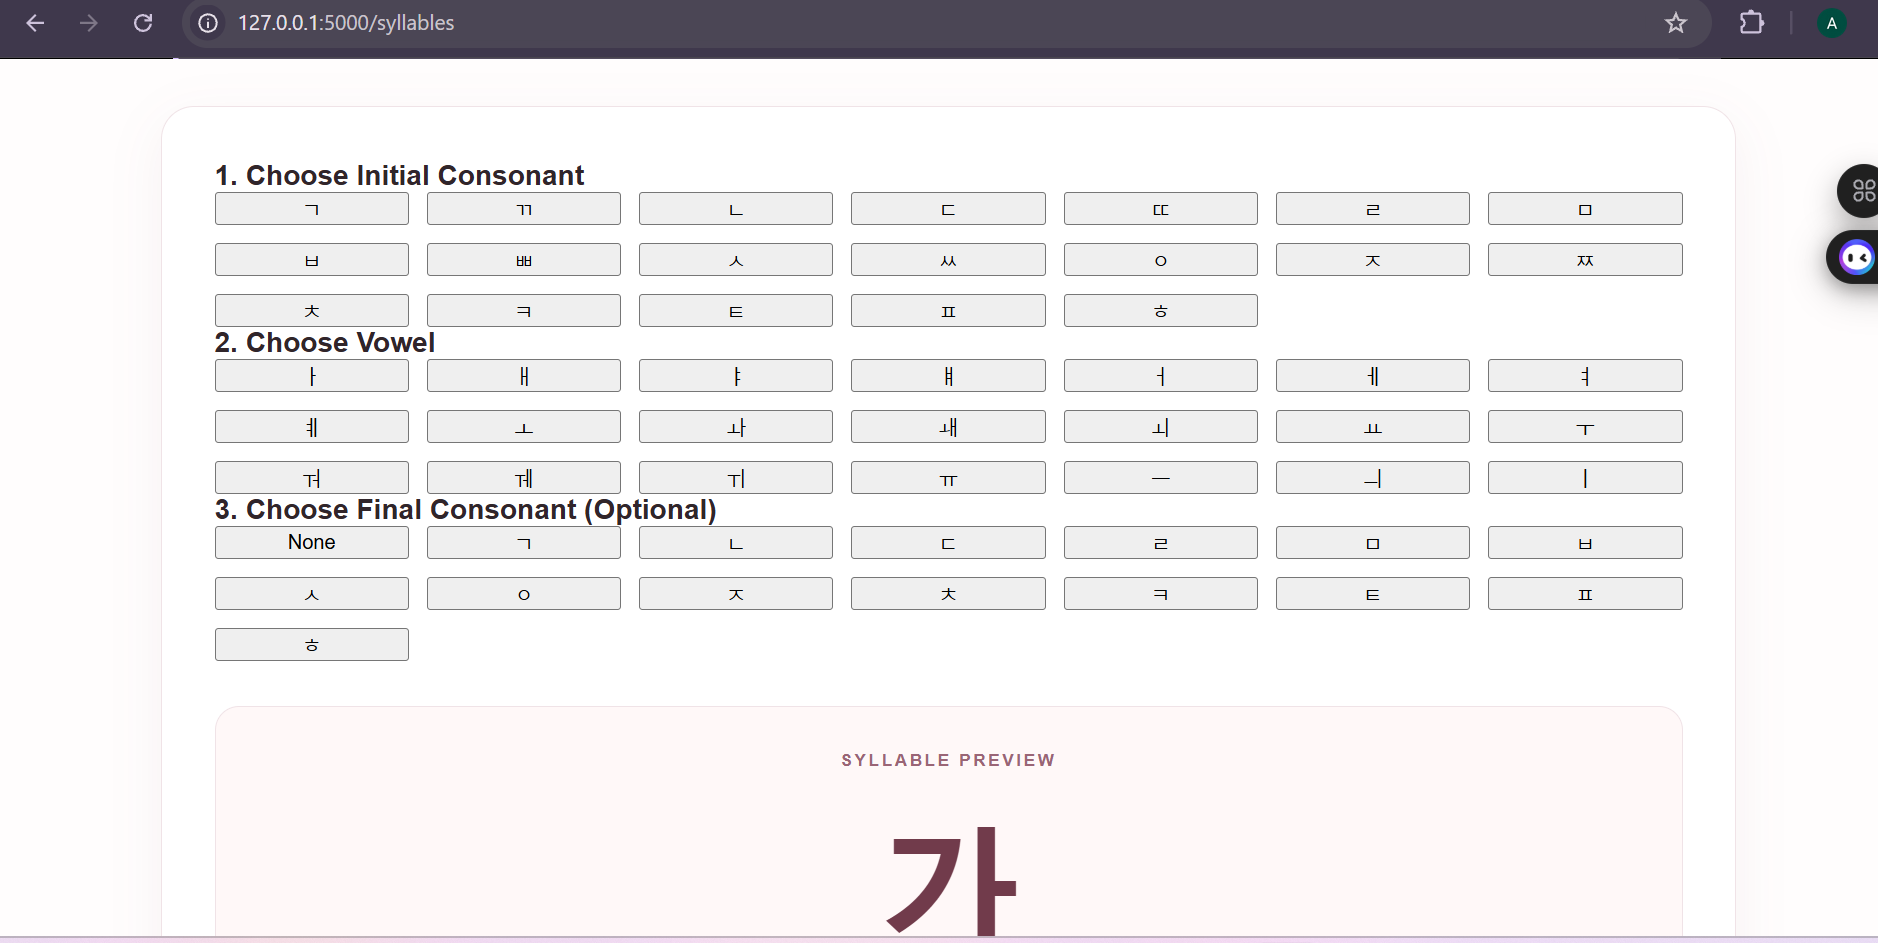 127.0.0.1:5000/syllables
A
1. Choose Initial Consonant
ㄱ ㄲ ㄴ ㄷ ㄸ ㄹ ㅁ
ㅂ ㅃ ㅅ ㅆ ㅇ ㅈ ㅉ
ㅊ ㅋ ㅌ ㅍ ㅎ
2. Choose Vowel
ㅏ ㅐ ㅑ ㅒ ㅓ ㅔ ㅕ
ㅖ ㅗ ㅘ ㅙ ㅚ ㅛ ㅜ
ㅝ ㅞ ㅟ ㅠ ㅡ ㅢ ㅣ
3. Choose Final Consonant (Optional)
None ㄱ ㄴ ㄷ ㄹ ㅁ ㅂ
ㅅ ㅇ ㅈ ㅊ ㅋ ㅌ ㅍ
ㅎ
SYLLABLE PREVIEW
가